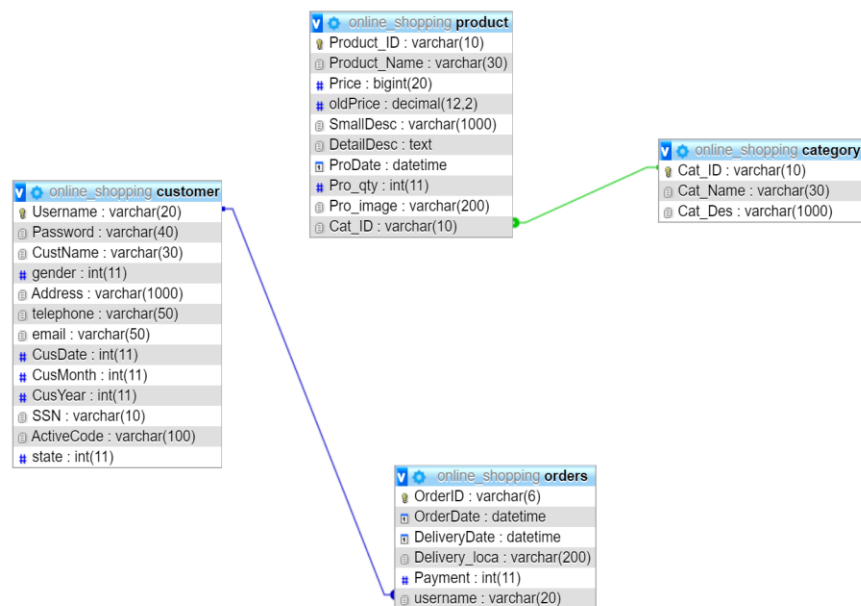 online_shopping product
Product_ID : varchar(10)
Product_Name : varchar(30)
Price : bigint(20)
oldPrice : decimal(12,2)
SmallDesc : varchar(1000)
DetailDesc : text
ProDate : datetime
Pro_qty : int(11)
Pro_image : varchar(200)
Cat_ID : varchar(10)
online_shopping category
Cat_ID : varchar(10)
Cat_Name : varchar(30)
Cat_Des : varchar(1000)
online_shopping customer
Username : varchar(20)
Password : varchar(40)
CustName : varchar(30)
gender : int(11)
Address : varchar(1000)
telephone : varchar(50)
email : varchar(50)
CusDate : int(11)
CusMonth : int(11)
CusYear : int(11)
SSN : varchar(10)
ActiveCode : varchar(100)
state : int(11)
online_shopping orders
OrderID : varchar(6)
OrderDate : datetime
DeliveryDate : datetime
Delivery_loca : varchar(200)
Payment : int(11)
username : varchar(20)